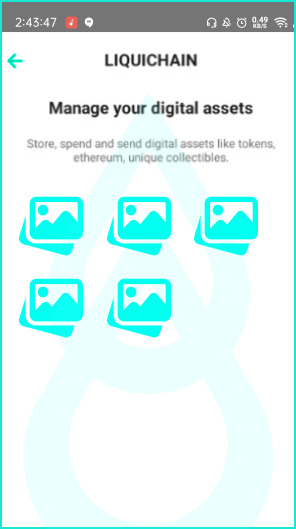 2:43:47
0.49
KB/S
LIQUICHAIN
Manage your digital assets
Store, spend and send digital assets like tokens,
ethereum, unique collectibles.